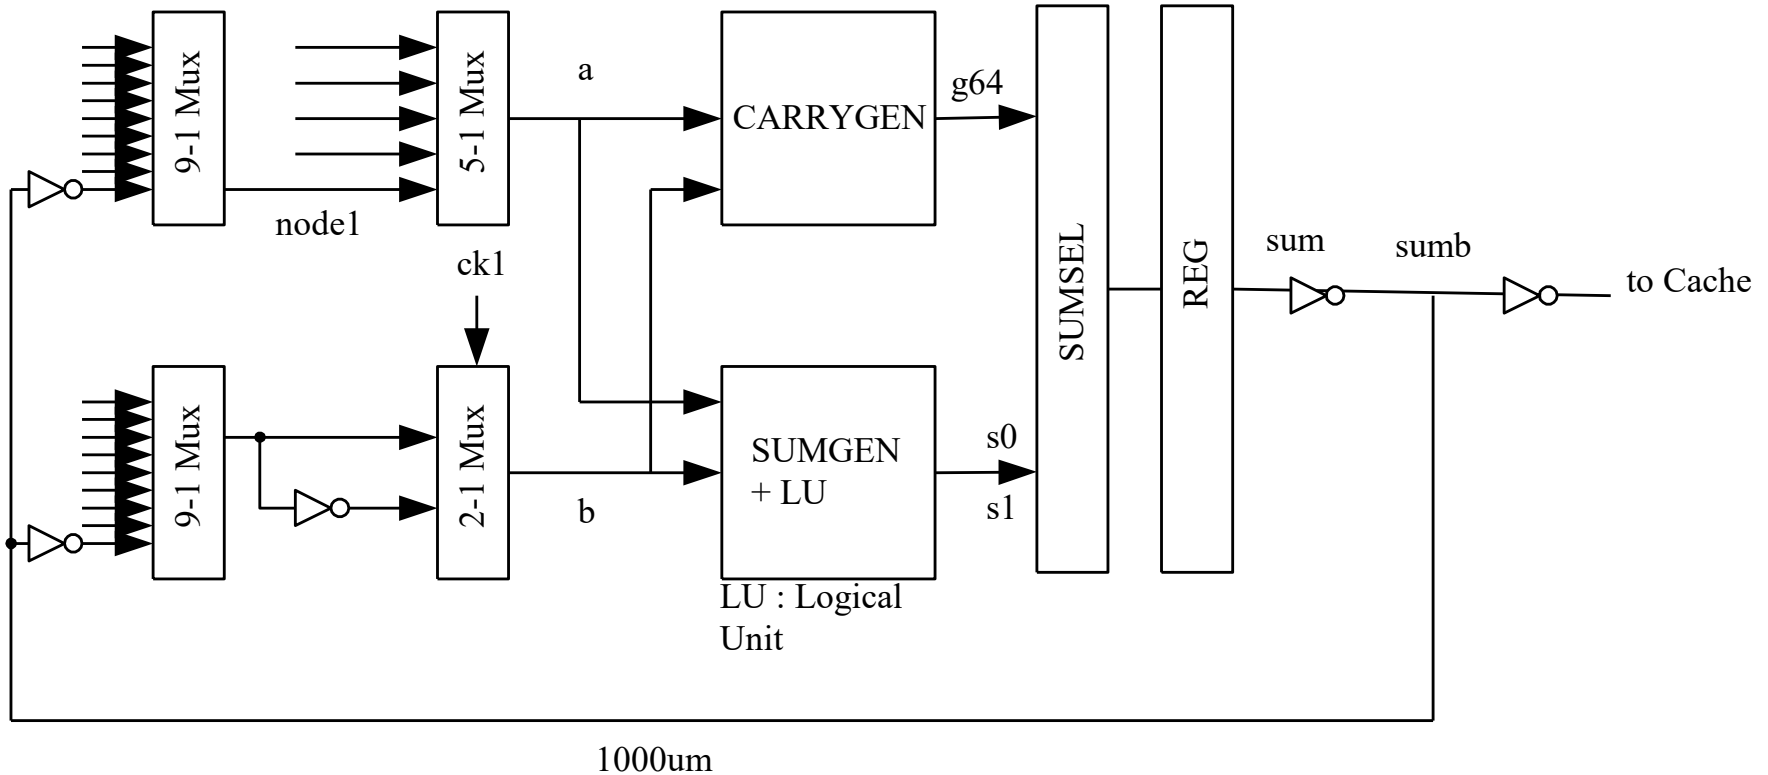 9-1 Mux
5-1 Mux
a
CARRYGEN
g64
node1
ck1
SUMSEL
REG
sum
sumb
to Cache
9-1 Mux
2-1 Mux
b
SUMGEN
+ LU
s0
s1
LU : Logical
Unit
1000um